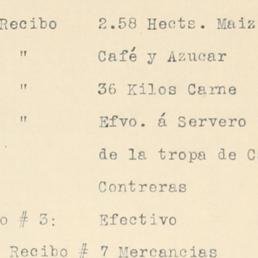 Recibo 2.58 Hects. Maiz
" Café y Azucar
" 36 Kilos Carne
" Efvo. á Servero
de la tropa de C
Contreras
o # 3: Efectivo
Recibo # 7 Mercancias